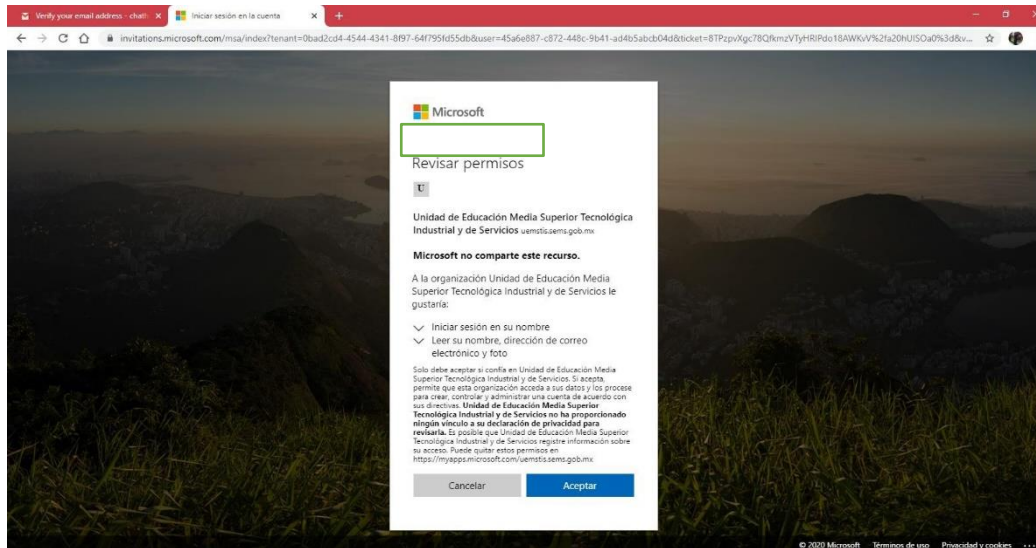 Verify your email address - chath
Iniciar sesión en la cuenta
invitations.microsoft.com/msa/index?tenant=0bad2cd4-4544-4341-8f97-64f795fd55db&user=45a6e887-c872-448c-9b41-ad4b5abcb04d&ticket=8TPzpvXgc78QfkmzVTyHRIPdo18AWKvV%2fa20hUISOa0%3d&v...
Microsoft
Revisar permisos
U
Unidad de Educación Media Superior Tecnológica
Industrial y de Servicios uemstis.sems.gob.mx
Microsoft no comparte este recurso.
A la organización Unidad de Educación Media
Superior Tecnológica Industrial y de Servicios le
gustaría:
Iniciar sesión en su nombre
Leer su nombre, dirección de correo
electrónico y foto
Solo debe aceptar si confía en Unidad de Educación Media
Superior Tecnológica Industrial y de Servicios. Si acepta,
permite que esta organización acceda a sus datos y los procese
para crear, controlar y administrar una cuenta de acuerdo con
sus directivas. Unidad de Educación Media Superior
Tecnológica Industrial y de Servicios no ha proporcionado
ningún vínculo a su declaración de privacidad para
revisarla. Es posible que Unidad de Educación Media Superior
Tecnológica Industrial y de Servicios registre información sobre
su acceso. Puede quitar estos permisos en
https://myapps.microsoft.com/uemstis.sems.gob.mx
Cancelar
Aceptar
© 2020 Microsoft Términos de uso Privacidad y cookies ...